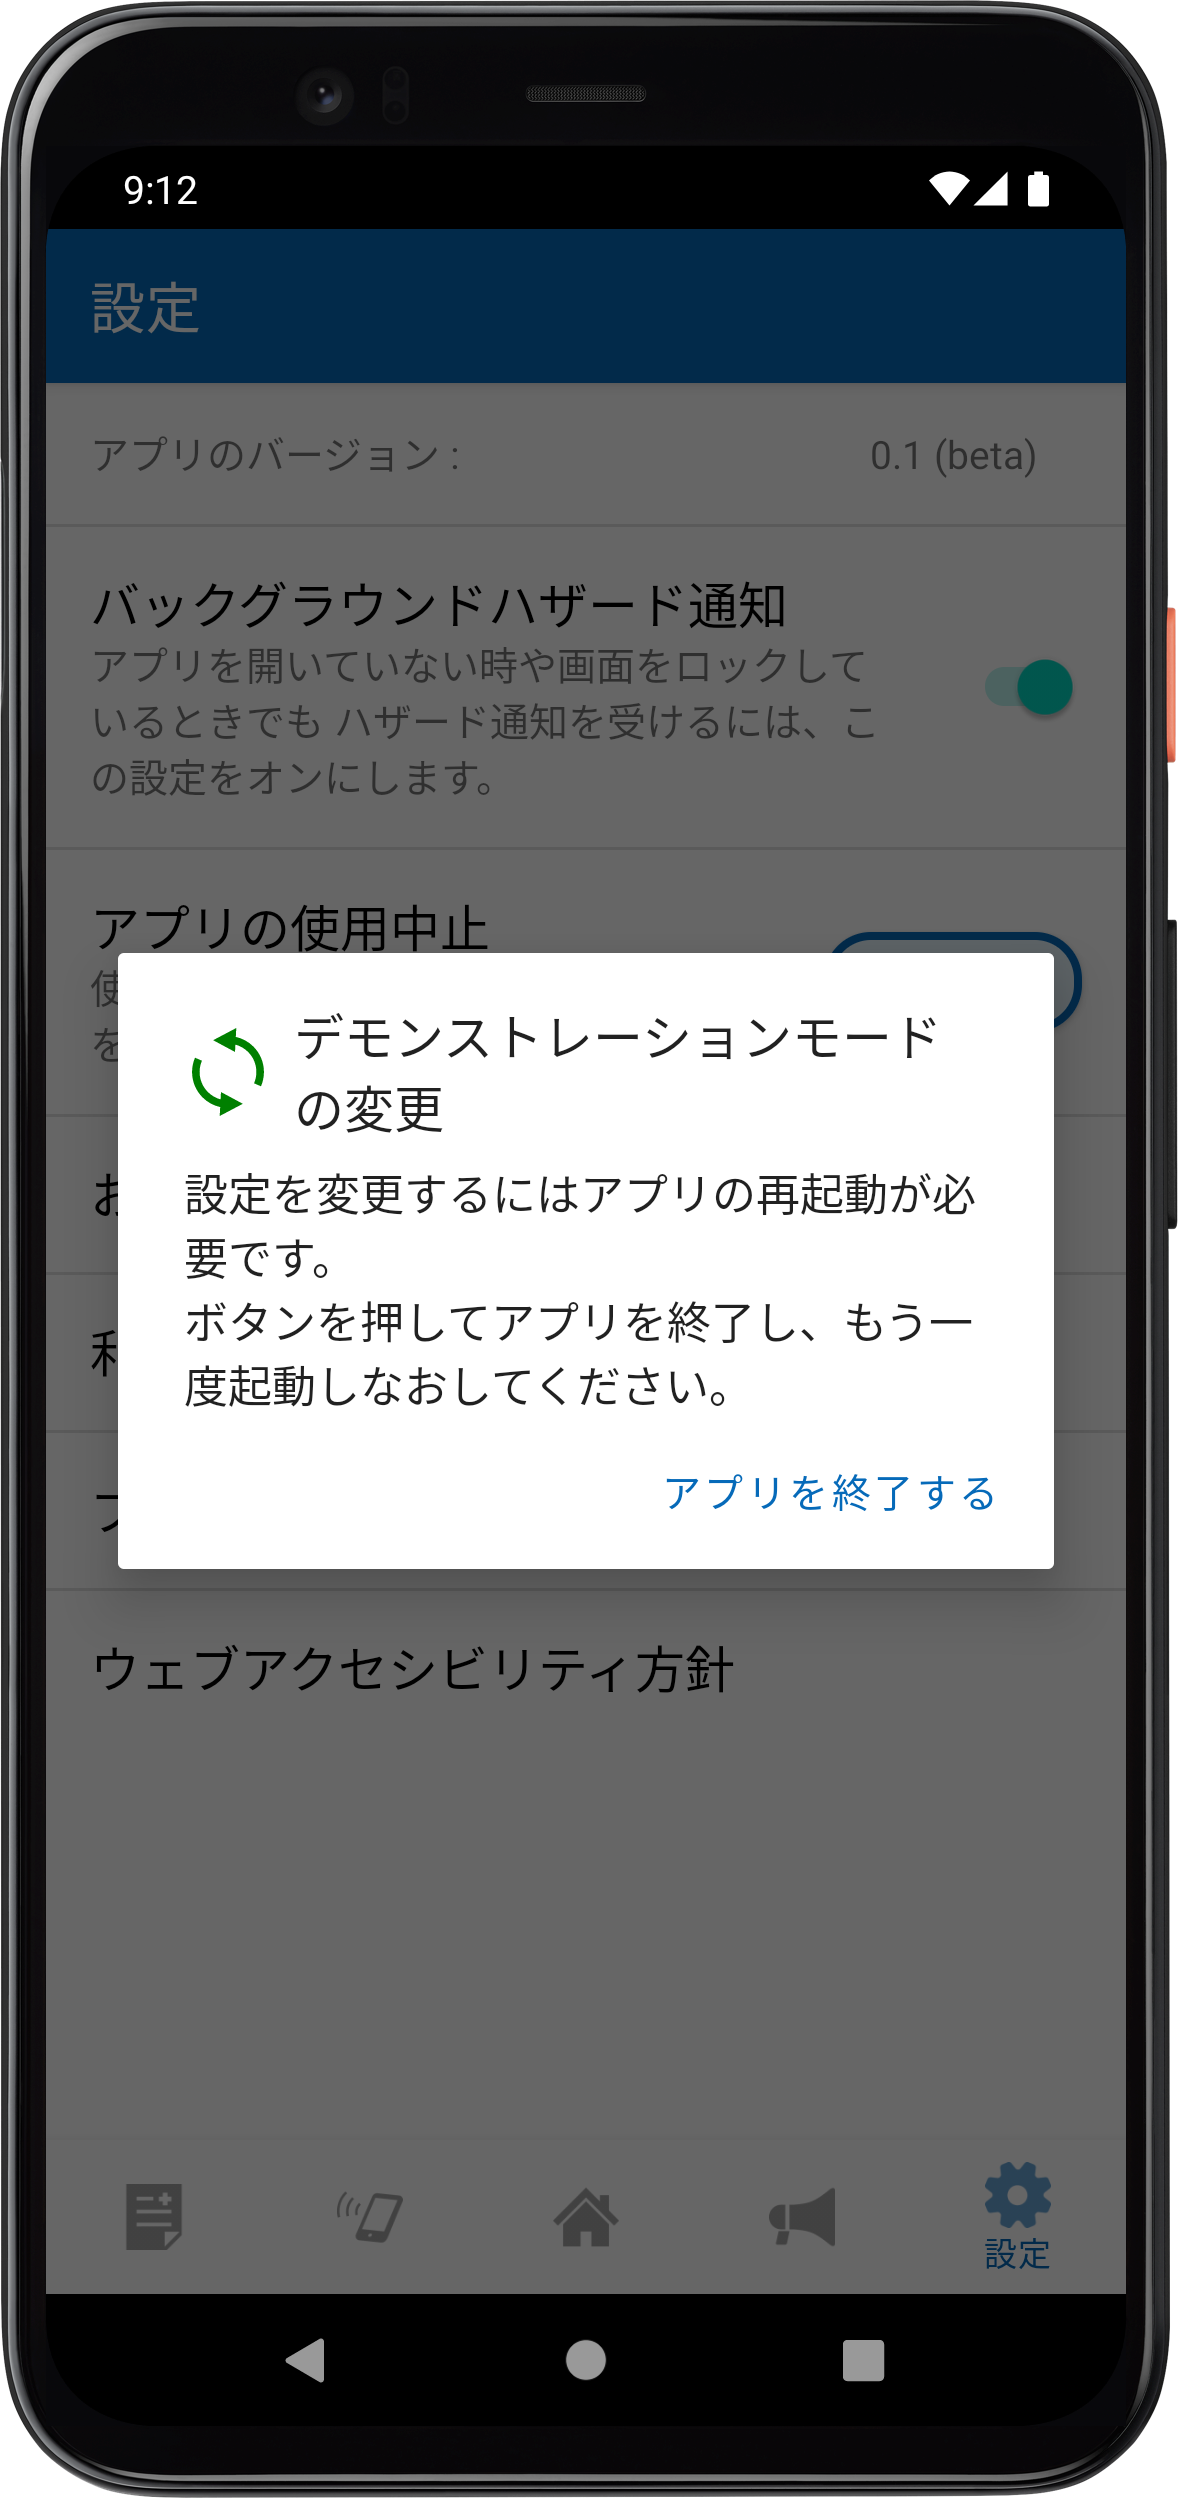 9:12
設定
アプリのバージョン : 0.1 (beta)
バックグラウンドハザード通知
アプリを開いていない時や画面をロックして
いるときでも ハザード通知を受けるには、こ
の設定をオンにします。
アプリの使用中止
使
を
デモンストレーションモード
の変更
設定を変更するにはアプリの再起動が必
要です。
ボタンを押してアプリを終了し、もう一
度起動しなおしてください。
アプリを終了する
お
利
ウェブアクセシビリティ方針
設定